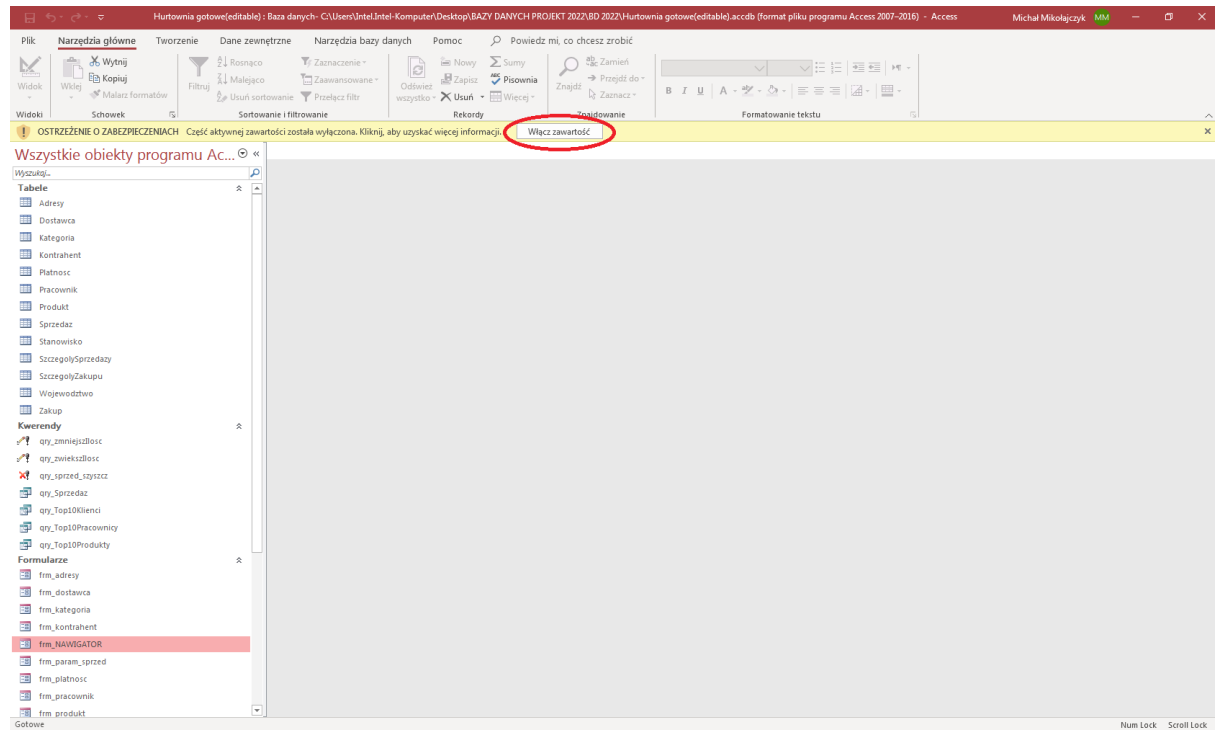 Hurtownia gotowe(editable) : Baza danych- C:\Users\Intel.Intel-Komputer\Desktop\BAZY DANYCH PROJEKT 2022\BD 2022\Hurtownia gotowe(editable).accdb (format pliku programu Access 2007–2016) - Access Michał Mikołajczyk MM
Plik Narzędzia główne Tworzenie Dane zewnętrzne Narzędzia bazy danych Pomoc Powiedz mi, co chcesz zrobić
Wytnij Rosnąco Zaznaczenie Nowy Sumy Zamień
Widok Wklej Kopiuj Filtruj Malejąco Zaawansowane Odśwież wszystko Zapisz Pisownia Znajdź Przejdź do
Malarz formatów Usuń sortowanie Przełącz filtr Usuń Więcej Zaznacz B I U A
Widoki Schowek Sortowanie i filtrowanie Rekordy Znajdowanie Formatowanie tekstu
OSTRZEŻENIE O ZABEZPIECZENIACH Część aktywnej zawartości została wyłączona. Kliknij, aby uzyskać więcej informacji. Włącz zawartość
Wszystkie obiekty programu Ac...
Wyszukaj...
Tabele
Adresy
Dostawca
Kategoria
Kontrahent
Platnosc
Pracownik
Produkt
Sprzedaz
Stanowisko
SzczegolySprzedazy
SzczegolyZakupu
Wojewodztwo
Zakup
Kwerendy
qry_zmniejszIlosc
qry_zwiekszIlosc
qry_sprzed_szyszcz
qry_Sprzedaz
qry_Top10Klienci
qry_Top10Pracownicy
qry_Top10Produkty
Formularze
frm_adresy
frm_dostawca
frm_kategoria
frm_kontrahent
frm_NAWIGATOR
frm_param_sprzed
frm_platnosc
frm_pracownik
frm_produkt
Gotowe Num Lock Scroll Lock